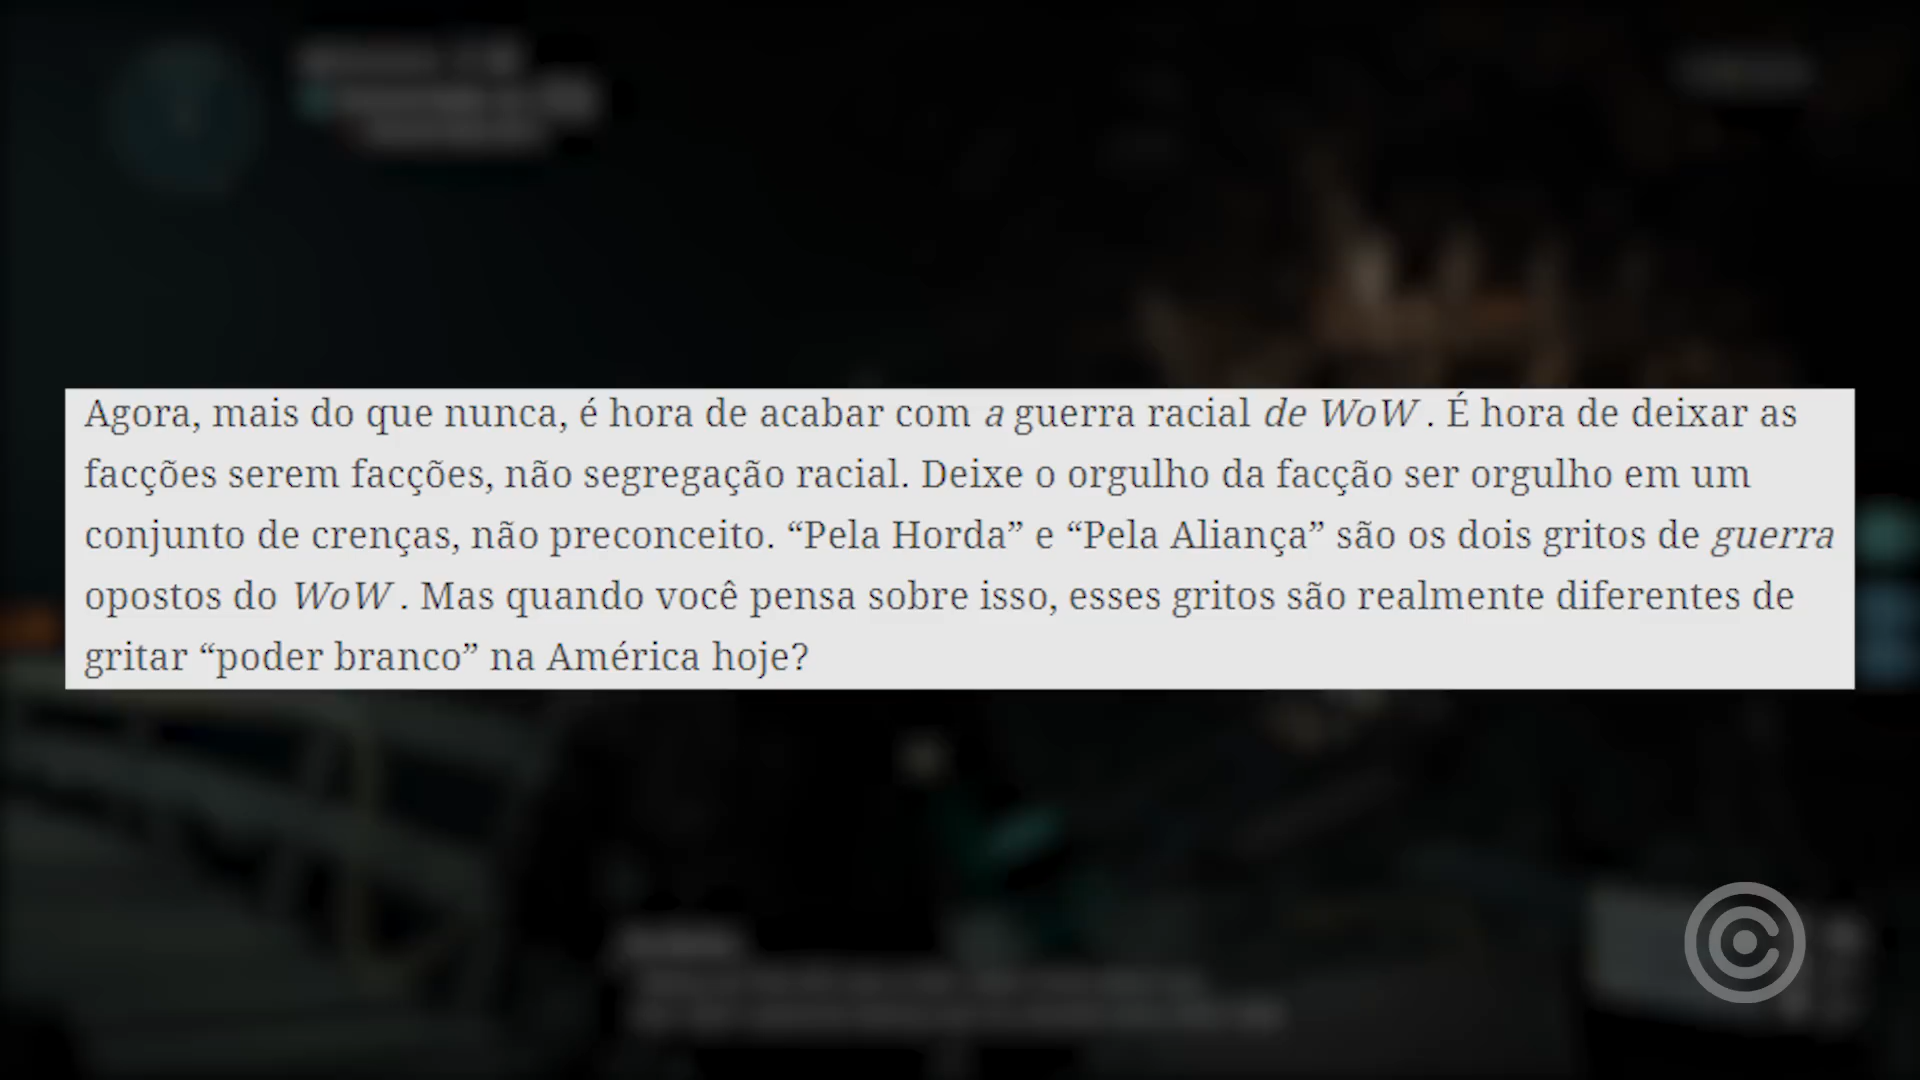 Agora, mais do que nunca, é hora de acabar com a guerra racial de WoW . É hora de deixar as
facções serem facções, não segregação racial. Deixe o orgulho da facção ser orgulho em um
conjunto de crenças, não preconceito. “Pela Horda” e “Pela Aliança” são os dois gritos de guerra
opostos do WoW . Mas quando você pensa sobre isso, esses gritos são realmente diferentes de
gritar “poder branco” na América hoje?